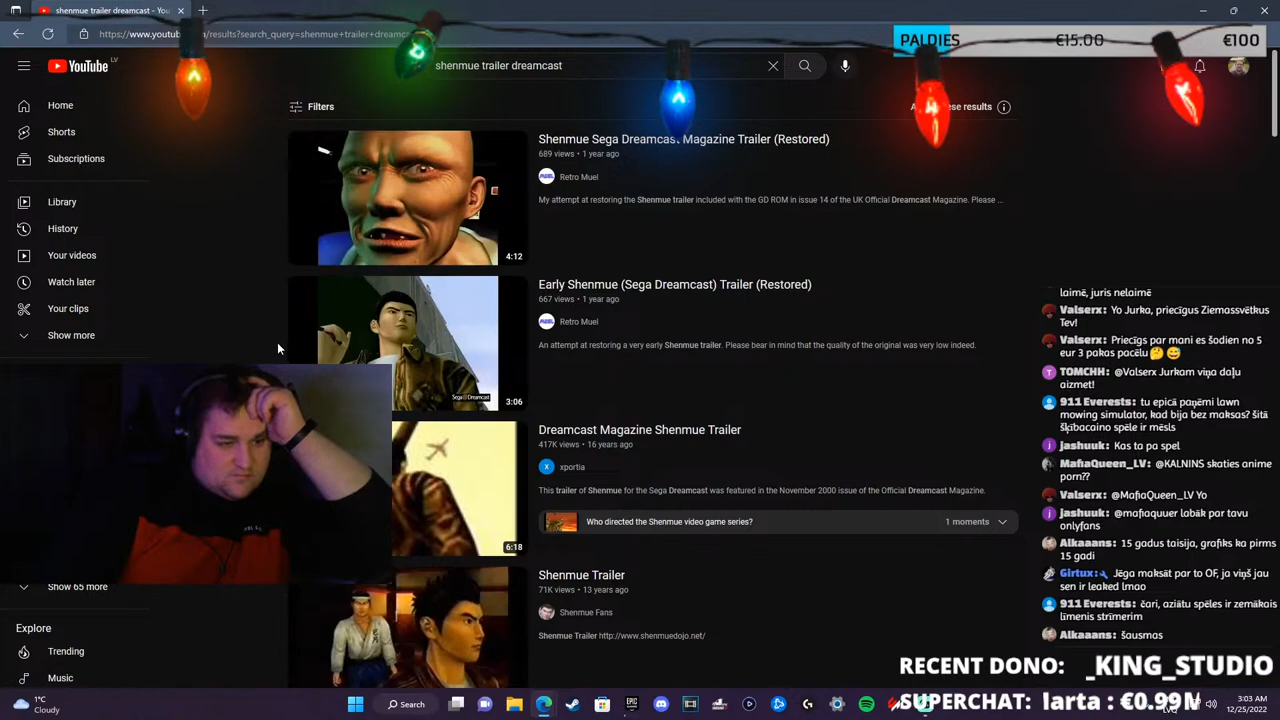 shenmue trailer dreamcast - You
https://www.youtub
/results?search_query=shenmue+trailer+dreamc
PALDIES
€15.00
€100
YouTube
LV
shenmue trailer dreamcast
Filters
these results
Home
Shorts
Subscriptions
Library
History
Your videos
Watch later
Your clips
Show more
Show 65 more
Explore
Trending
Music
4:12
Shenmue Sega Dreamcast Magazine Trailer (Restored)
689 views • 1 year ago
Retro Muel
My attempt at restoring the Shenmue trailer included with the GD ROM in issue 14 of the UK Official Dreamcast Magazine. Please ...
Sega Dreamcast
3:06
Early Shenmue (Sega Dreamcast) Trailer (Restored)
667 views • 1 year ago
Retro Muel
An attempt at restoring a very early Shenmue trailer. Please bear in mind that the quality of the original was very low indeed.
6:18
Dreamcast Magazine Shenmue Trailer
417K views • 16 years ago
xportia
This trailer of Shenmue for the Sega Dreamcast was featured in the November 2000 issue of the Official Dreamcast Magazine.
Who directed the Shenmue video game series?
1 moments
Shenmue Trailer
71K views • 13 years ago
Shenmue Fans
Shenmue Trailer http://www.shenmuedojo.net/
laimē, juris nelaimē
Valserx: Yo Jurka, priecīgus Ziemassvētkus
Tev!
Valserx: Priecīgs par mani es šodien no 5
eur 3 pakas pacēlu 🤔 😅
TOMCHH: @Valserx Jurkam viņa daļu
aizmet!
911 Everests: tu epicā paņēmi lawn
mowing simulator, kad bija bez maksas? šitā
šķibacaino spēle ir mēsls
jashuuk: Kas ta pa spel
MafiaQueen_LV: @KALNINS skaties anime
porn??
Valserx: @MafiaQueen_LV Yo
jashuuk: @mafiaquuer labāk par tavu
onlyfans
Alkaaans: 15 gadus taisija, grafiks ka pirms
15 gadi
Girtux: Jēga maksāt par to OF, ja viņš jau
sen ir leaked lmao
911 Everests: čari, aziātu spēles ir zemākais
līmenis strīmerim
Alkaaans: šausmas
RECENT DONO: _KING_STUDIO
SUPERCHAT: larta : €0.99
1°C
Cloudy
Search
3:03 AM
12/25/2022